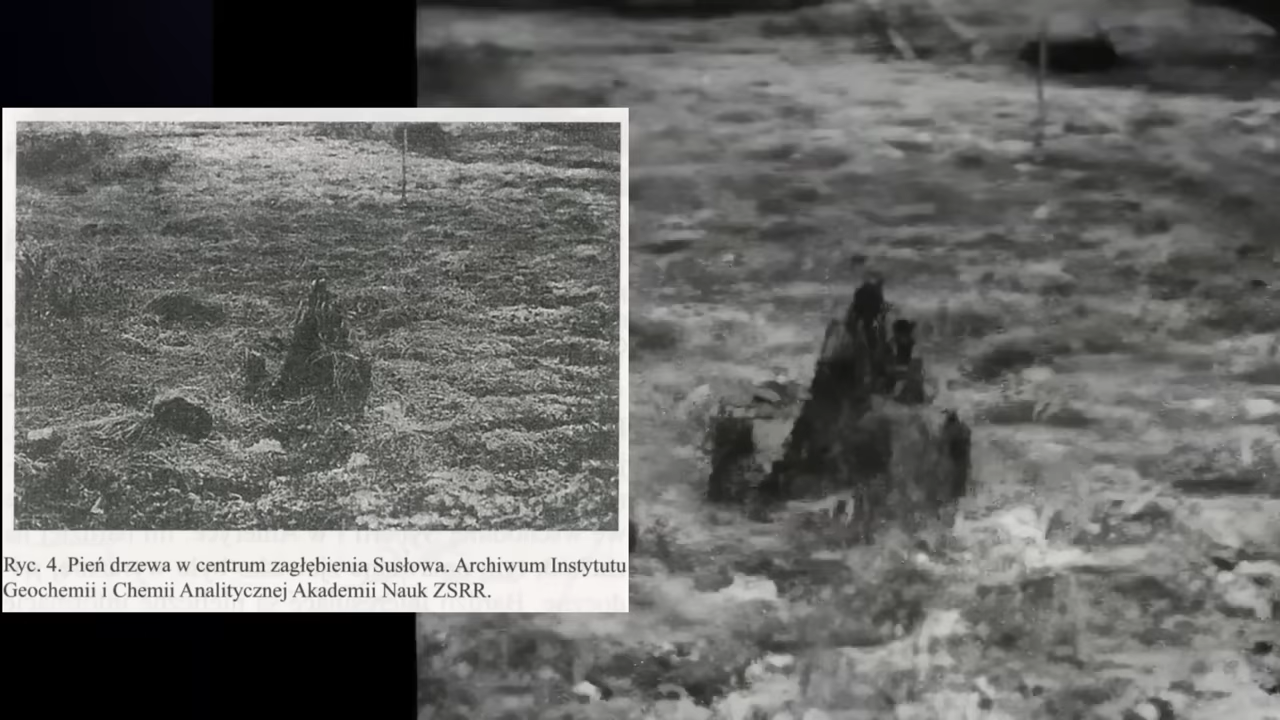 Ryc. 4. Pień drzewa w centrum zagłębienia Susłowa. Archiwum Instytutu
Geochemii i Chemii Analitycznej Akademii Nauk ZSRR.